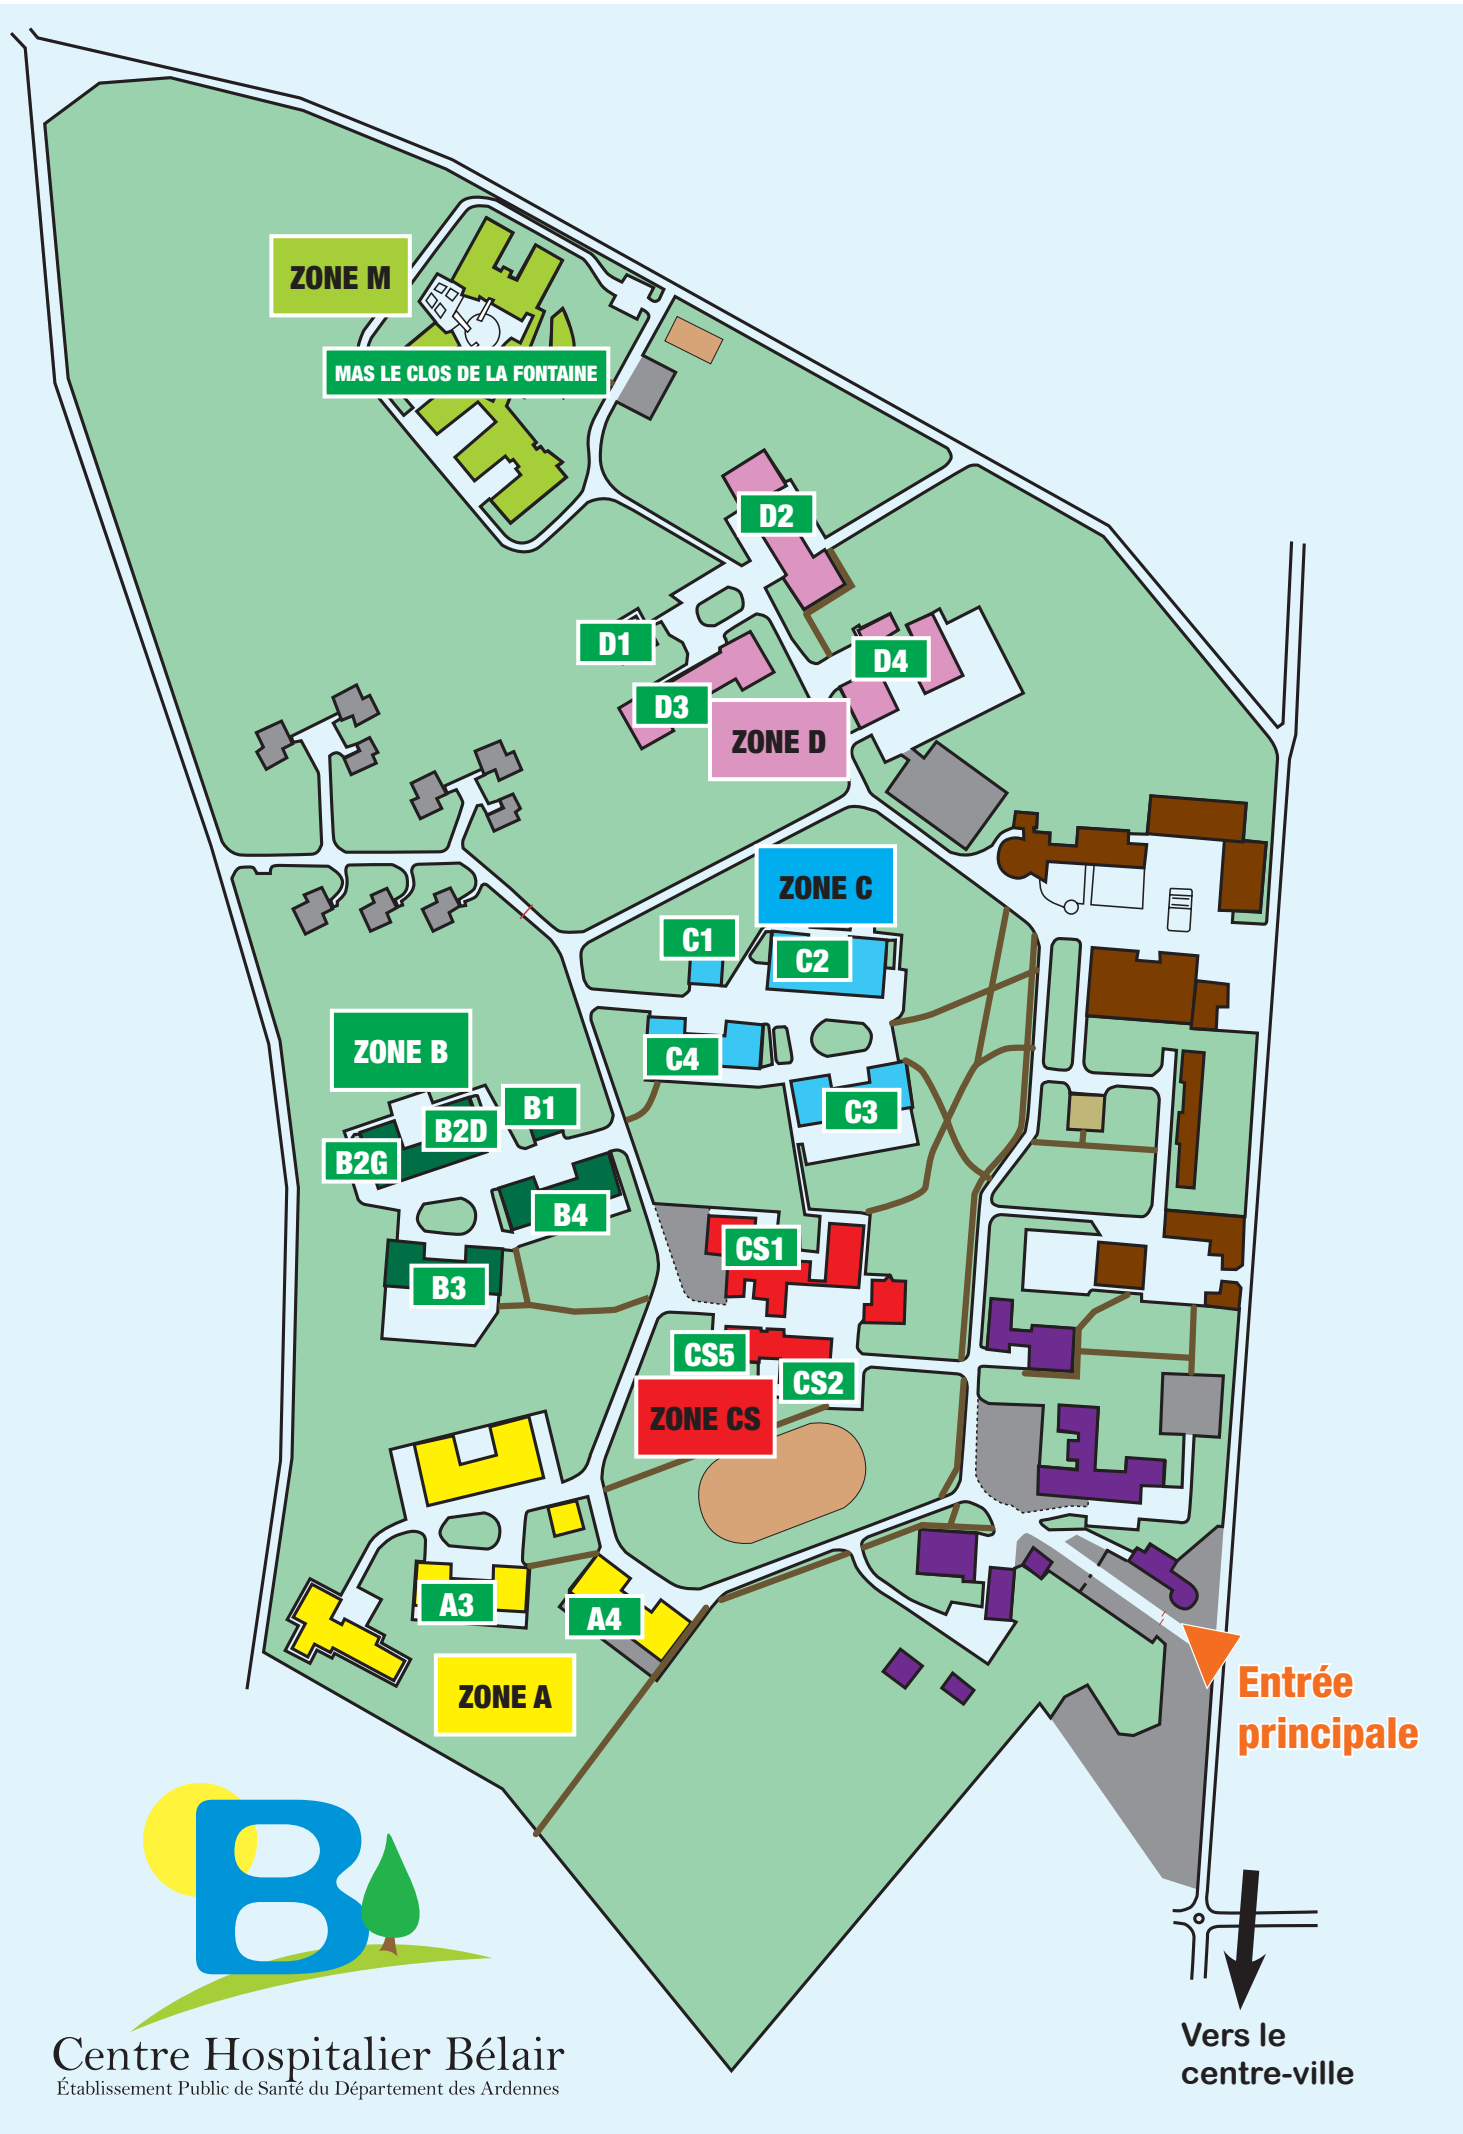 ZONE M
MAS LE CLOS DE LA FONTAINE
D2
D1
D4
D3
ZONE D
ZONE C
C1
C2
ZONE B
C4
B1
C3
B2D
B2G
B4
CS1
B3
CS5
CS2
ZONE CS
A3
A4
ZONE A
Entrée
principale
B
Centre Hospitalier Bélair
Établissement Public de Santé du Département des Ardennes
Vers le
centre-ville